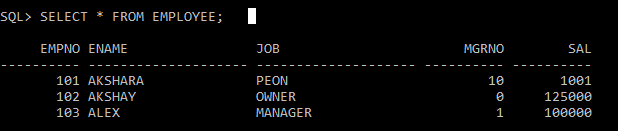 SQL> SELECT * FROM EMPLOYEE;
EMPNO ENAME JOB MGRNO SAL
---------- -------------------- -------------------- ---------- ----------
101 AKSHARA PEON 10 1001
102 AKSHAY OWNER 0 125000
103 ALEX MANAGER 1 100000